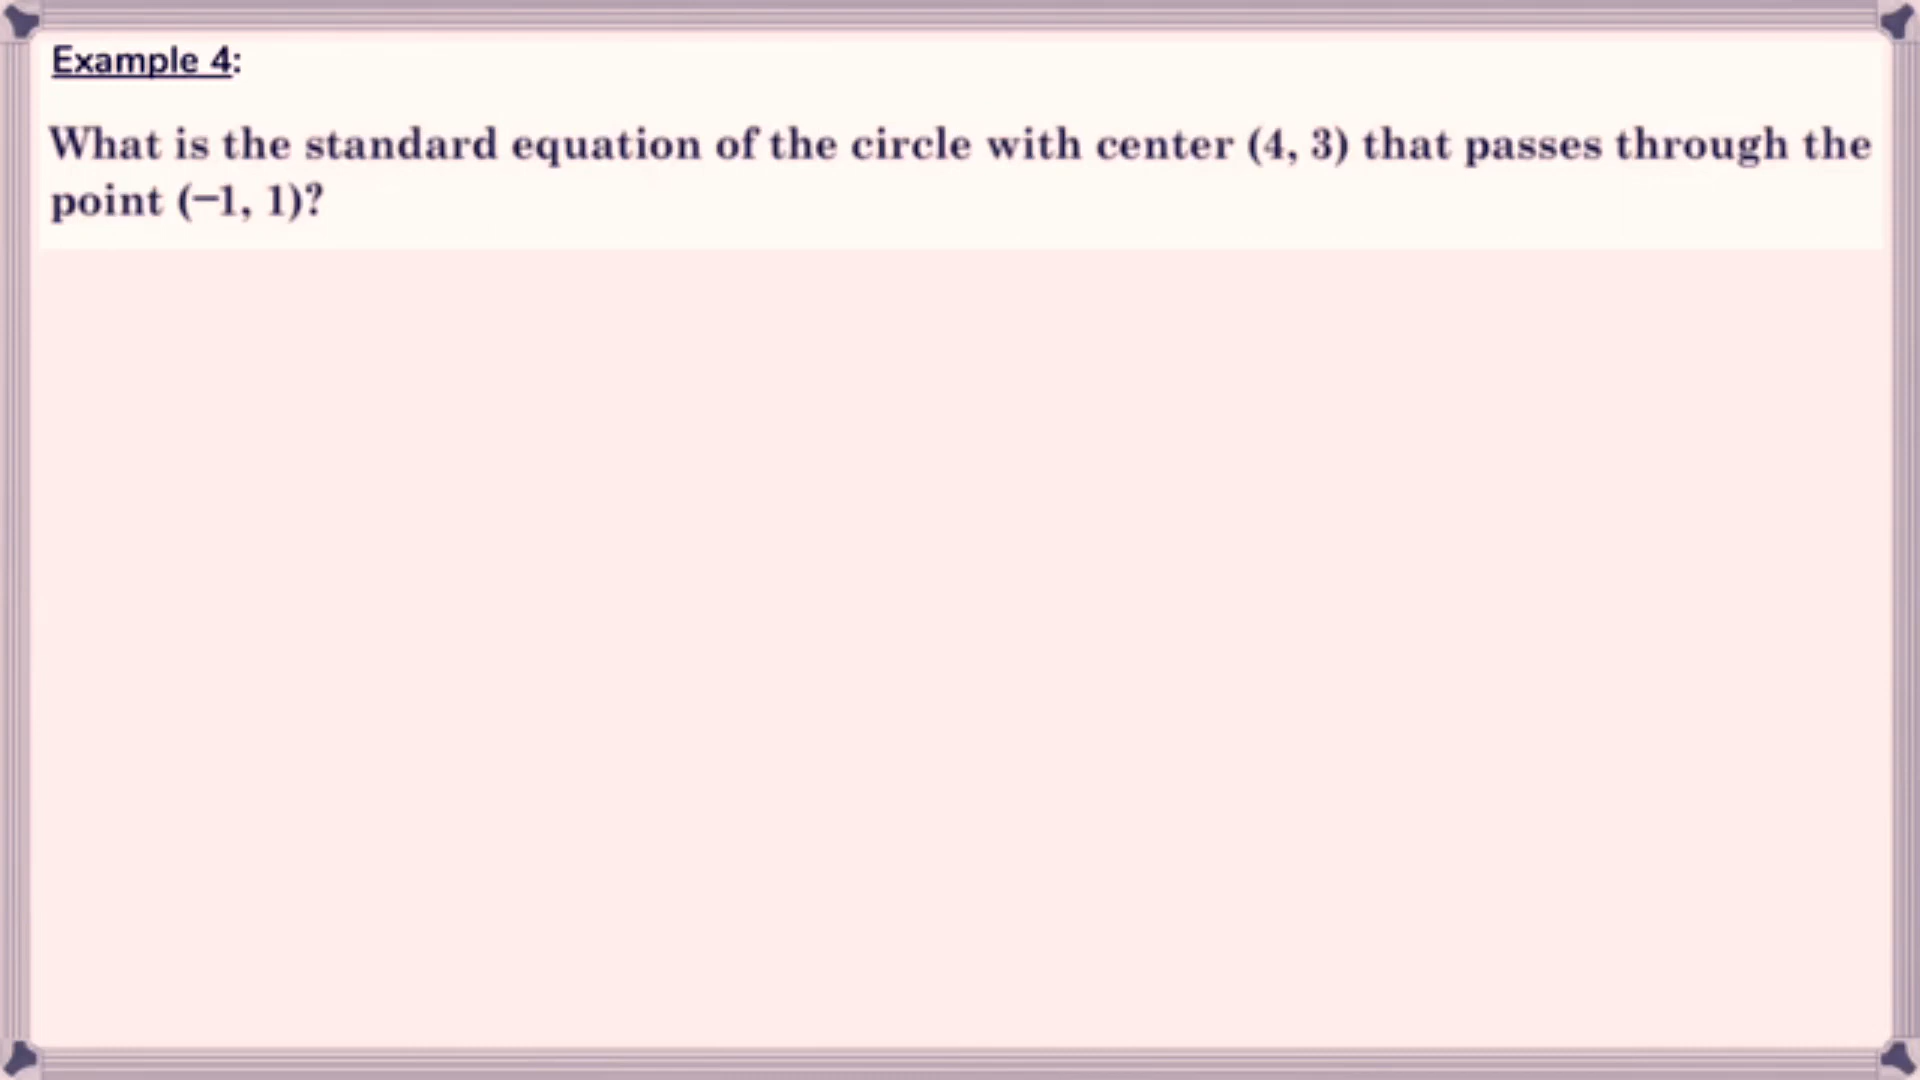 Example 4:
What is the standard equation of the circle with center (4, 3) that passes through the
point (−1, 1)?